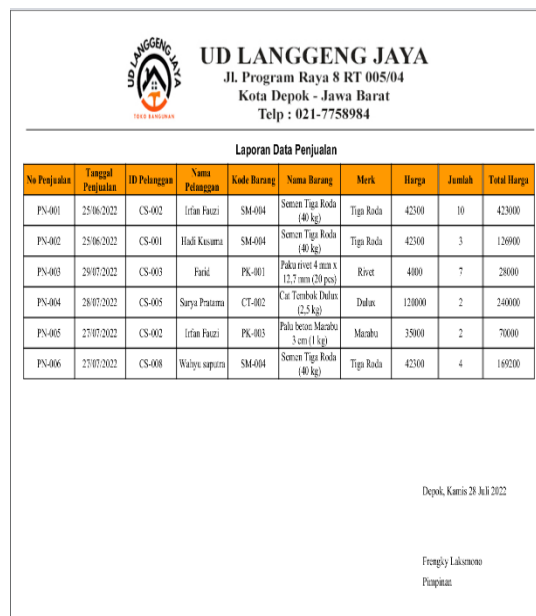 UD LANGGENG JAYA
TOKO BANGUNAN
UD LANGGENG JAYA
Jl. Program Raya 8 RT 005/04
Kota Depok - Jawa Barat
Telp : 021-7758984
Laporan Data Penjualan
No Penjualan Tanggal Penjualan ID Pelanggan Nama Pelanggan Kode Barang Nama Barang Merk Harga Jumlah Total Harga
PN-001 25/06/2022 CS-002 Irfan Fauzi SM-004 Semen Tiga Roda (40 kg) Tiga Roda 42300 10 423000
PN-002 25/06/2022 CS-001 Hadi Kusuma SM-004 Semen Tiga Roda (40 kg) Tiga Roda 42300 3 126900
PN-003 29/07/2022 CS-003 Farid PK-001 Paku rivet 4 mm x 12,7 mm (20 pcs) Rivet 4000 7 28000
PN-004 28/07/2022 CS-005 Surya Pratama CT-002 Cat Tembok Dulux (2,5 kg) Dulux 120000 2 240000
PN-005 27/07/2022 CS-002 Irfan Fauzi PK-003 Palu beton Marabu 3 cm (1 kg) Marabu 35000 2 70000
PN-006 27/07/2022 CS-008 Wahyu saputra SM-004 Semen Tiga Roda (40 kg) Tiga Roda 42300 4 169200
Depok, Kamis 28 Juli 2022
Frengky Laksmono
Pimpinan